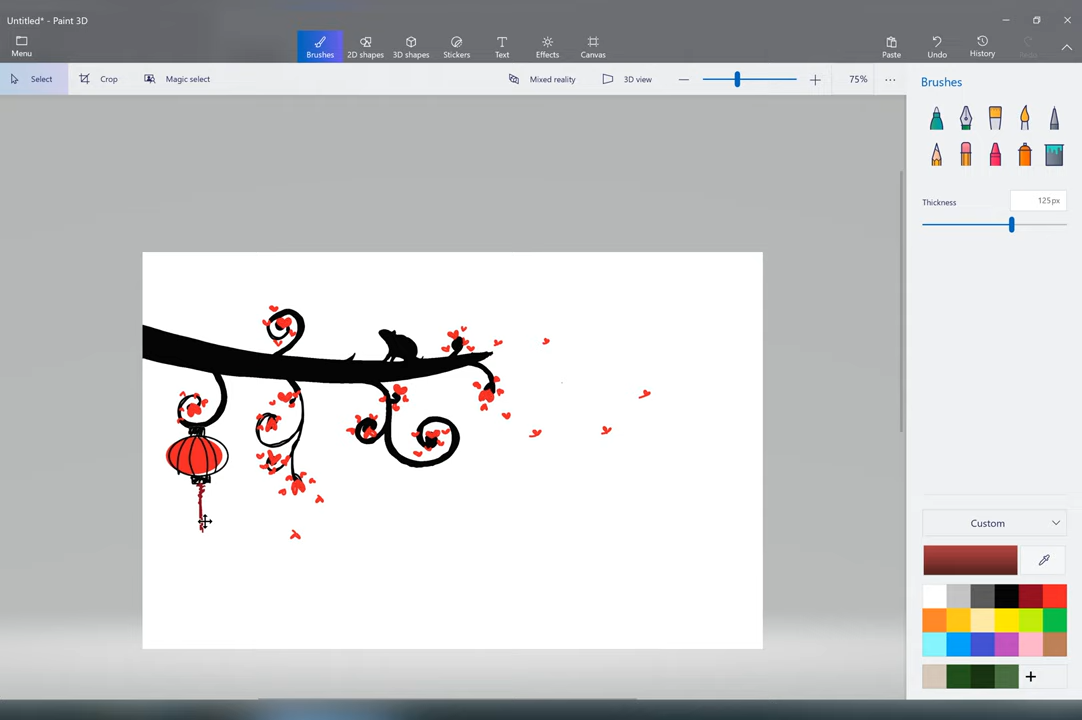 Untitled* - Paint 3D
Menu
Brushes
2D shapes
3D shapes
Stickers
Text
Effects
Canvas
Paste
Undo
History
Select
Crop
Magic select
Mixed reality
3D view
75%
Brushes
Thickness
125px
Custom